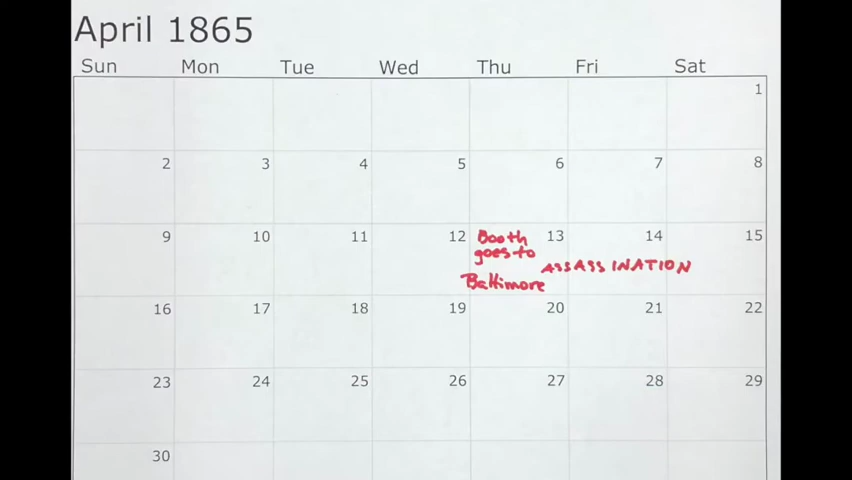 April 1865
Sun Mon Tue Wed Thu Fri Sat
1
2 3 4 5 6 7 8
9 10 11 12 13 14 15
Booth
goes to
ASSASSINATION
Baltimore
16 17 18 19 20 21 22
23 24 25 26 27 28 29
30